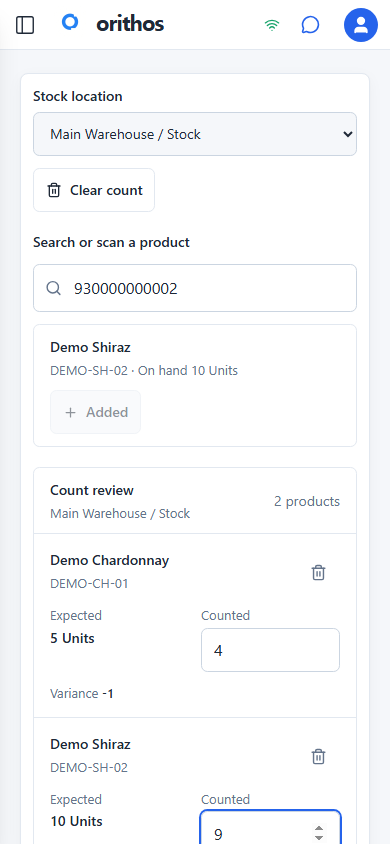 orithos
Stock location
Main Warehouse / Stock
Clear count
Search or scan a product
930000000002
Demo Shiraz
DEMO-SH-02 · On hand 10 Units
+ Added
Count review
Main Warehouse / Stock
2 products
Demo Chardonnay
DEMO-CH-01
Expected Counted
5 Units 4
Variance -1
Demo Shiraz
DEMO-SH-02
Expected Counted
10 Units 9